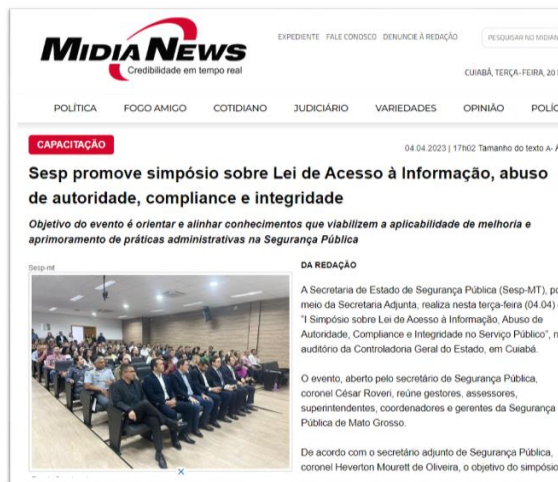 MIDIANEWS
Credibilidade em tempo real
EXPEDIENTE FALE CONOSCO DENUNCIE À REDAÇÃO
PESQUISAR NO
CUIABÁ, TERÇA-FEIRA, 20
POLÍTICA FOGO AMIGO COTIDIANO JUDICIÁRIO VARIEDADES OPINIÃO
CAPACITAÇÃO
04.04.2023 | 17h02 Tamanho do texto A-
Sesp promove simpósio sobre Lei de Acesso à Informação, abuso
de autoridade, compliance e integridade
Objetivo do evento é orientar e alinhar conhecimentos que viabilizem a aplicabilidade de melhoria e
aprimoramento de práticas administrativas na Segurança Pública
Sesp-mt
DA REDAÇÃO
A Secretaria de Estado de Segurança Pública (Sesp-MT),
meio da Secretaria Adjunta, realiza nesta terça-feira (04.04)
"I Simpósio sobre Lei de Acesso à Informação, Abuso de
Autoridade, Compliance e Integridade no Serviço Público",
auditório da Controladoria Geral do Estado, em Cuiabá.
O evento, aberto pelo secretário de Segurança Pública,
coronel César Roveri, reúne gestores, assessores,
superintendentes, coordenadores e gerentes da Segurança
Pública de Mato Grosso.
De acordo com o secretário adjunto de Segurança Pública,
coronel Heverton Mourett de Oliveira, o objetivo do simpósio